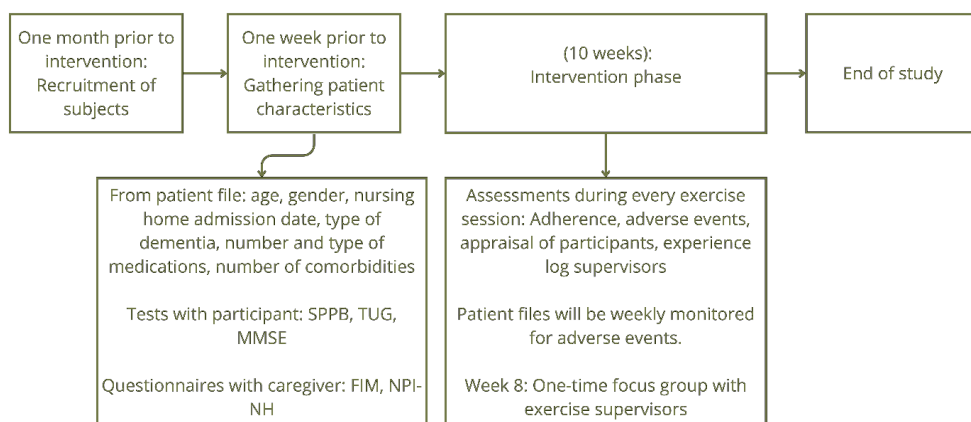 One month prior to
intervention:
Recruitment of
subjects
One week prior to
intervention:
Gathering patient
characteristics
(10 weeks):
Intervention phase
End of study
From patient file: age, gender, nursing
home admission date, type of
dementia, number and type of
medications, number of comorbidities
Tests with participant: SPPB, TUG,
MMSE
Questionnaires with caregiver: FIM, NPI-
NH
Assessments during every exercise
session: Adherence, adverse events,
appraisal of participants, experience
log supervisors
Patient files will be weekly monitored
for adverse events.
Week 8: One-time focus group with
exercise supervisors